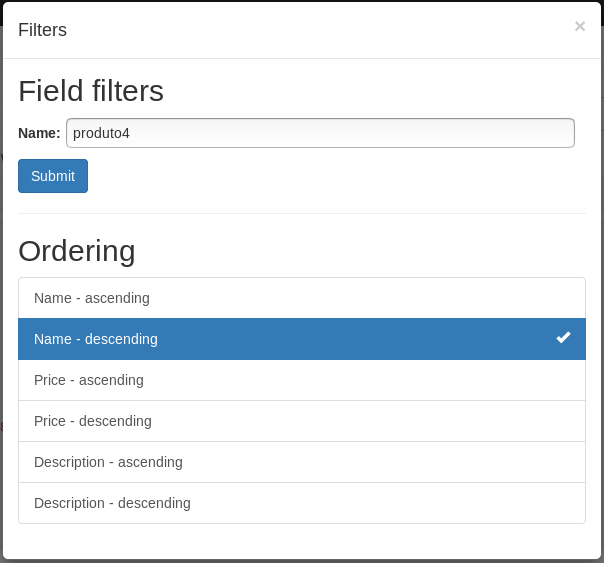 Filters
×
Field filters
Name: produto4
Submit
Ordering
Name - ascending
Name - descending
Price - ascending
Price - descending
Description - ascending
Description - descending